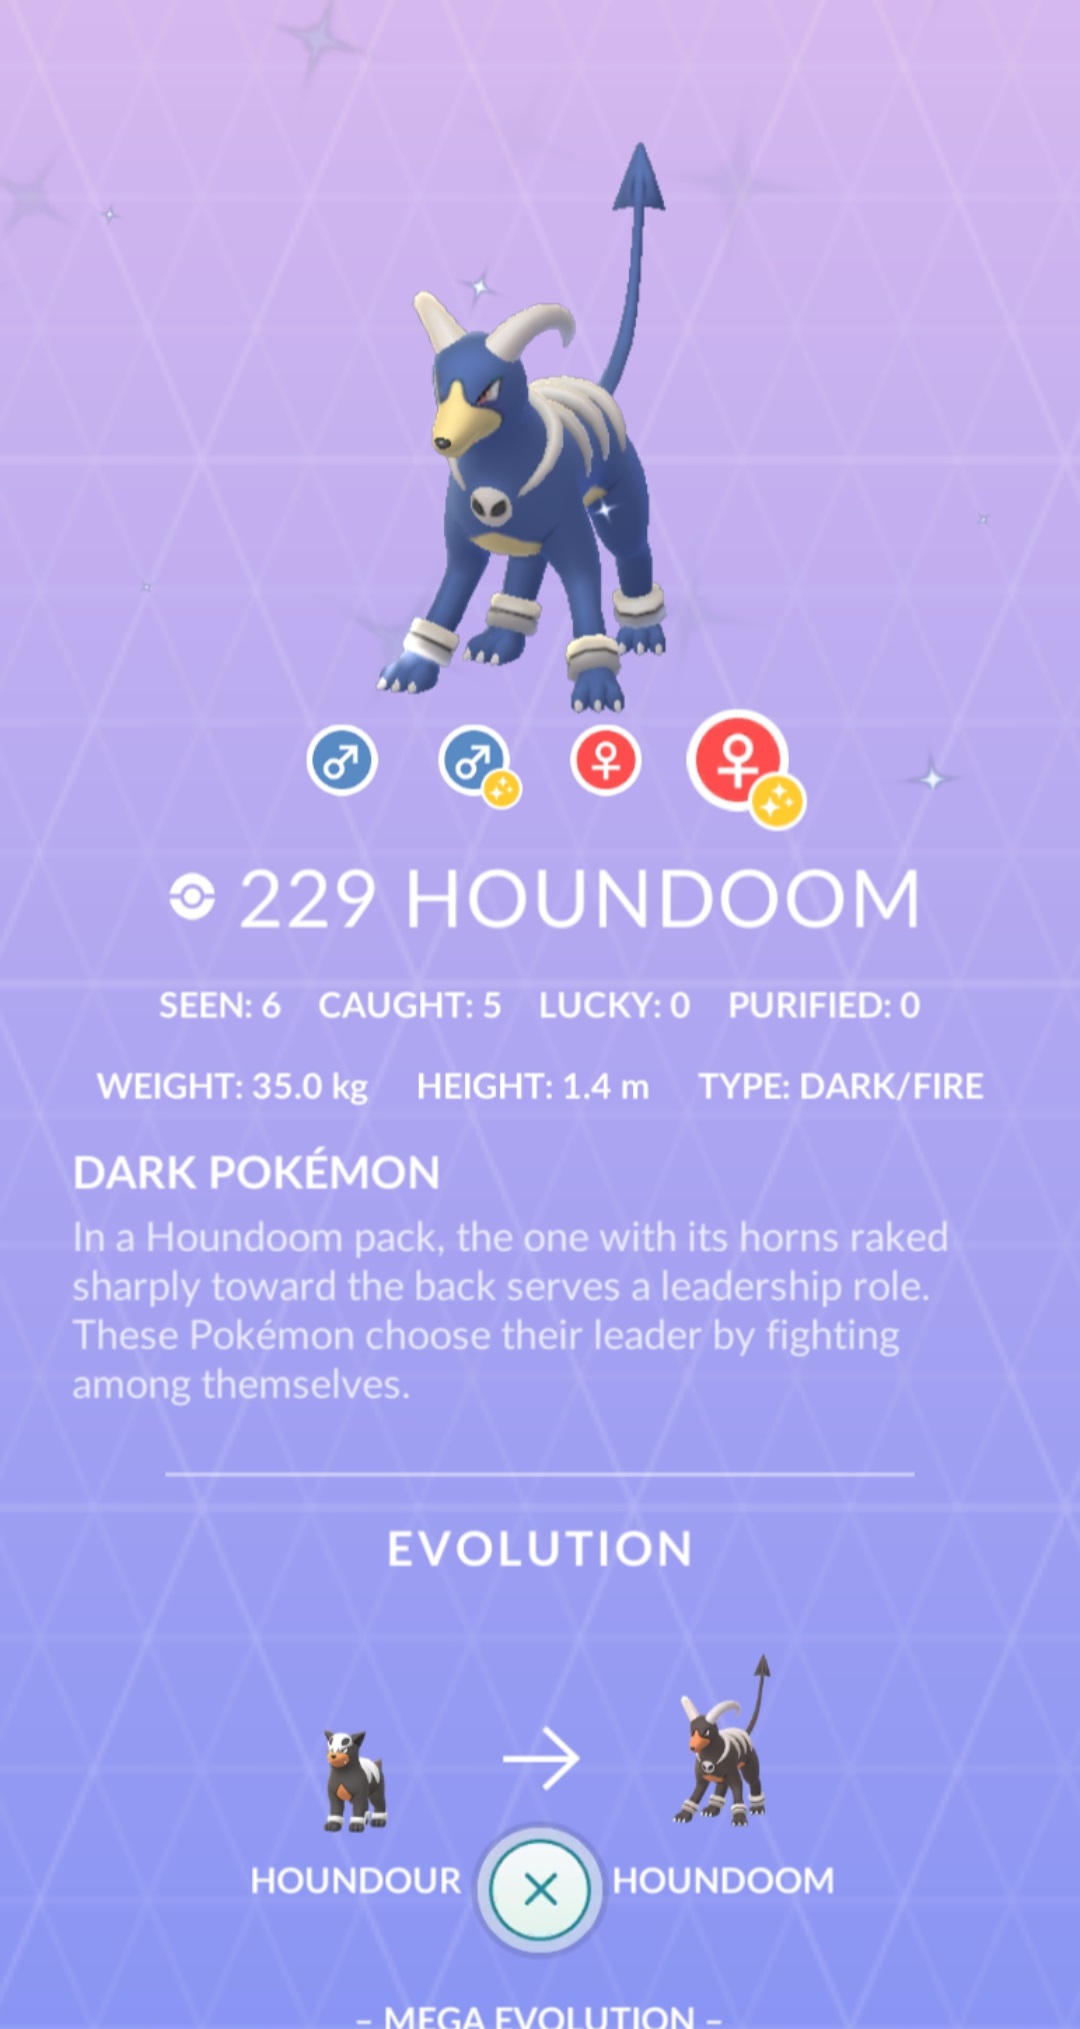 229 HOUNDOOM
SEEN: 6 CAUGHT: 5 LUCKY: 0 PURIFIED: 0
WEIGHT: 35.0 kg HEIGHT: 1.4 m TYPE: DARK/FIRE
DARK POKÉMON
In a Houndoom pack, the one with its horns raked
sharply toward the back serves a leadership role.
These Pokémon choose their leader by fighting
among themselves.
EVOLUTION
HOUNDOUR HOUNDOOM
– MEGA EVOLUTION –